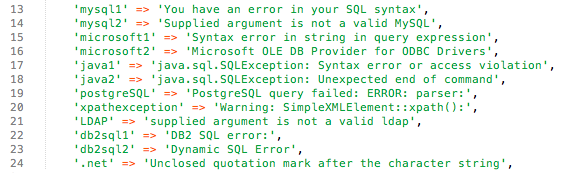 13 'mysql1' => 'You have an error in your SQL syntax',
14 'mysql2' => 'Supplied argument is not a valid MySQL',
15 'microsoft1' => 'Syntax error in string in query expression',
16 'microsoft2' => 'Microsoft OLE DB Provider for ODBC Drivers',
17 'java1' => 'java.sql.SQLException: Syntax error or access violation',
18 'java2' => 'java.sql.SQLException: Unexpected end of command',
19 'postgreSQL' => 'PostgreSQL query failed: ERROR: parser:',
20 'xpathexception' => 'Warning: SimpleXMLElement::xpath():',
21 'LDAP' => 'supplied argument is not a valid ldap',
22 'db2sql1' => 'DB2 SQL error:',
23 'db2sql2' => 'Dynamic SQL Error',
24 '.net' => 'Unclosed quotation mark after the character string',